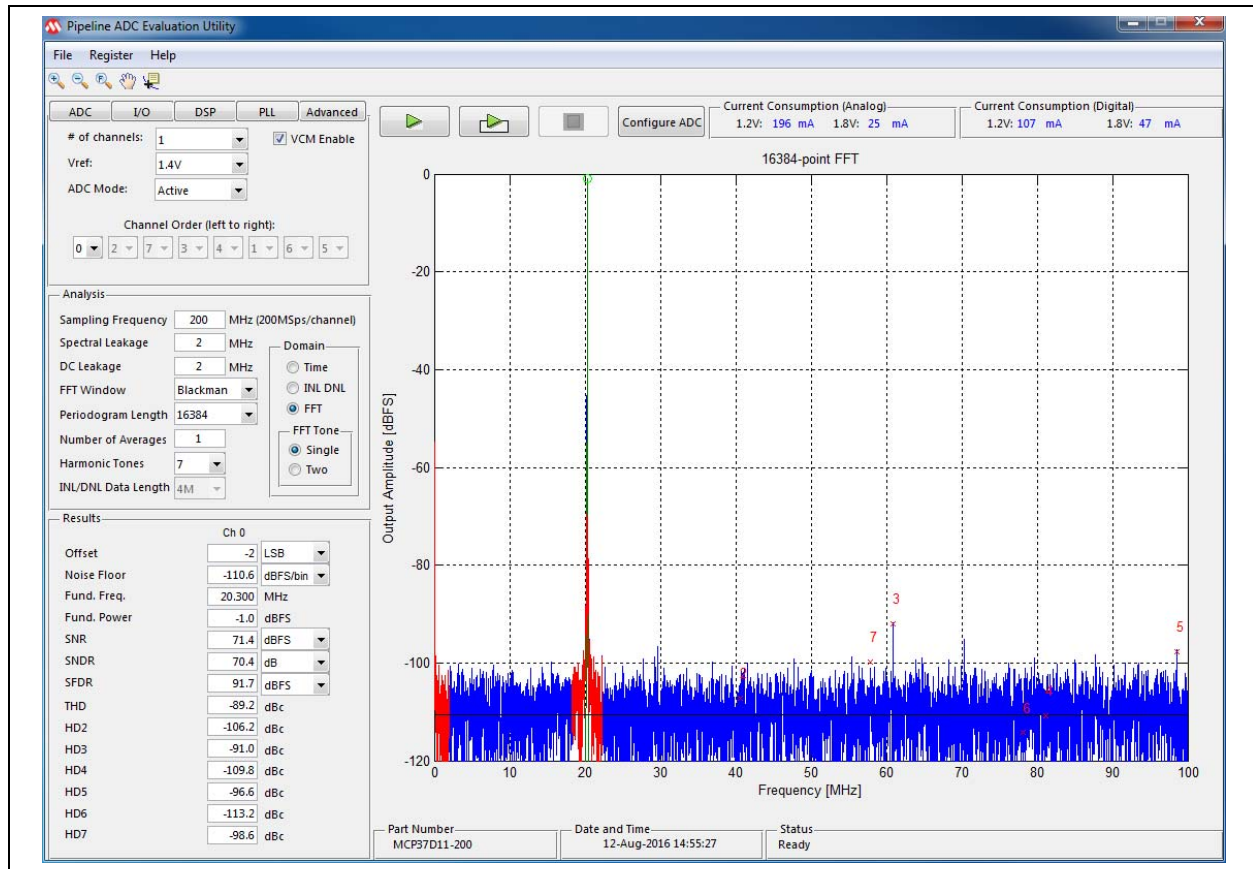 Pipeline ADC Evaluation Utility
File Register Help
ADC I/O DSP PLL Advanced
# of channels: 1 VCM Enable
Vref: 1.4V
ADC Mode: Active
Channel Order (left to right):
0 2 7 3 4 1 6 5
Configure ADC
Current Consumption (Analog)
1.2V: 196 mA 1.8V: 25 mA
Current Consumption (Digital)
1.2V: 107 mA 1.8V: 47 mA
Analysis
Sampling Frequency 200 MHz (200MSps/channel)
Spectral Leakage 2 MHz
DC Leakage 2 MHz
FFT Window Blackman
Periodogram Length 16384
Number of Averages 1
Harmonic Tones 7
INL/DNL Data Length 4M
Domain
Time
INL DNL
FFT
FFT Tone
Single
Two
Results
Ch 0
Offset -2 LSB
Noise Floor -110.6 dBFS/bin
Fund. Freq. 20.300 MHz
Fund. Power -1.0 dBFS
SNR 71.4 dBFS
SNDR 70.4 dB
SFDR 91.7 dBFS
THD -89.2 dBc
HD2 -106.2 dBc
HD3 -91.0 dBc
HD4 -109.8 dBc
HD5 -96.6 dBc
HD6 -113.2 dBc
HD7 -98.6 dBc
16384-point FFT
Output Amplitude [dBFS]
0
-20
-40
-60
-80
-100
-120
3
7
5
6
0 10 20 30 40 50 60 70 80 90 100
Frequency [MHz]
Part Number
MCP37D11-200
Date and Time
12-Aug-2016 14:55:27
Status
Ready